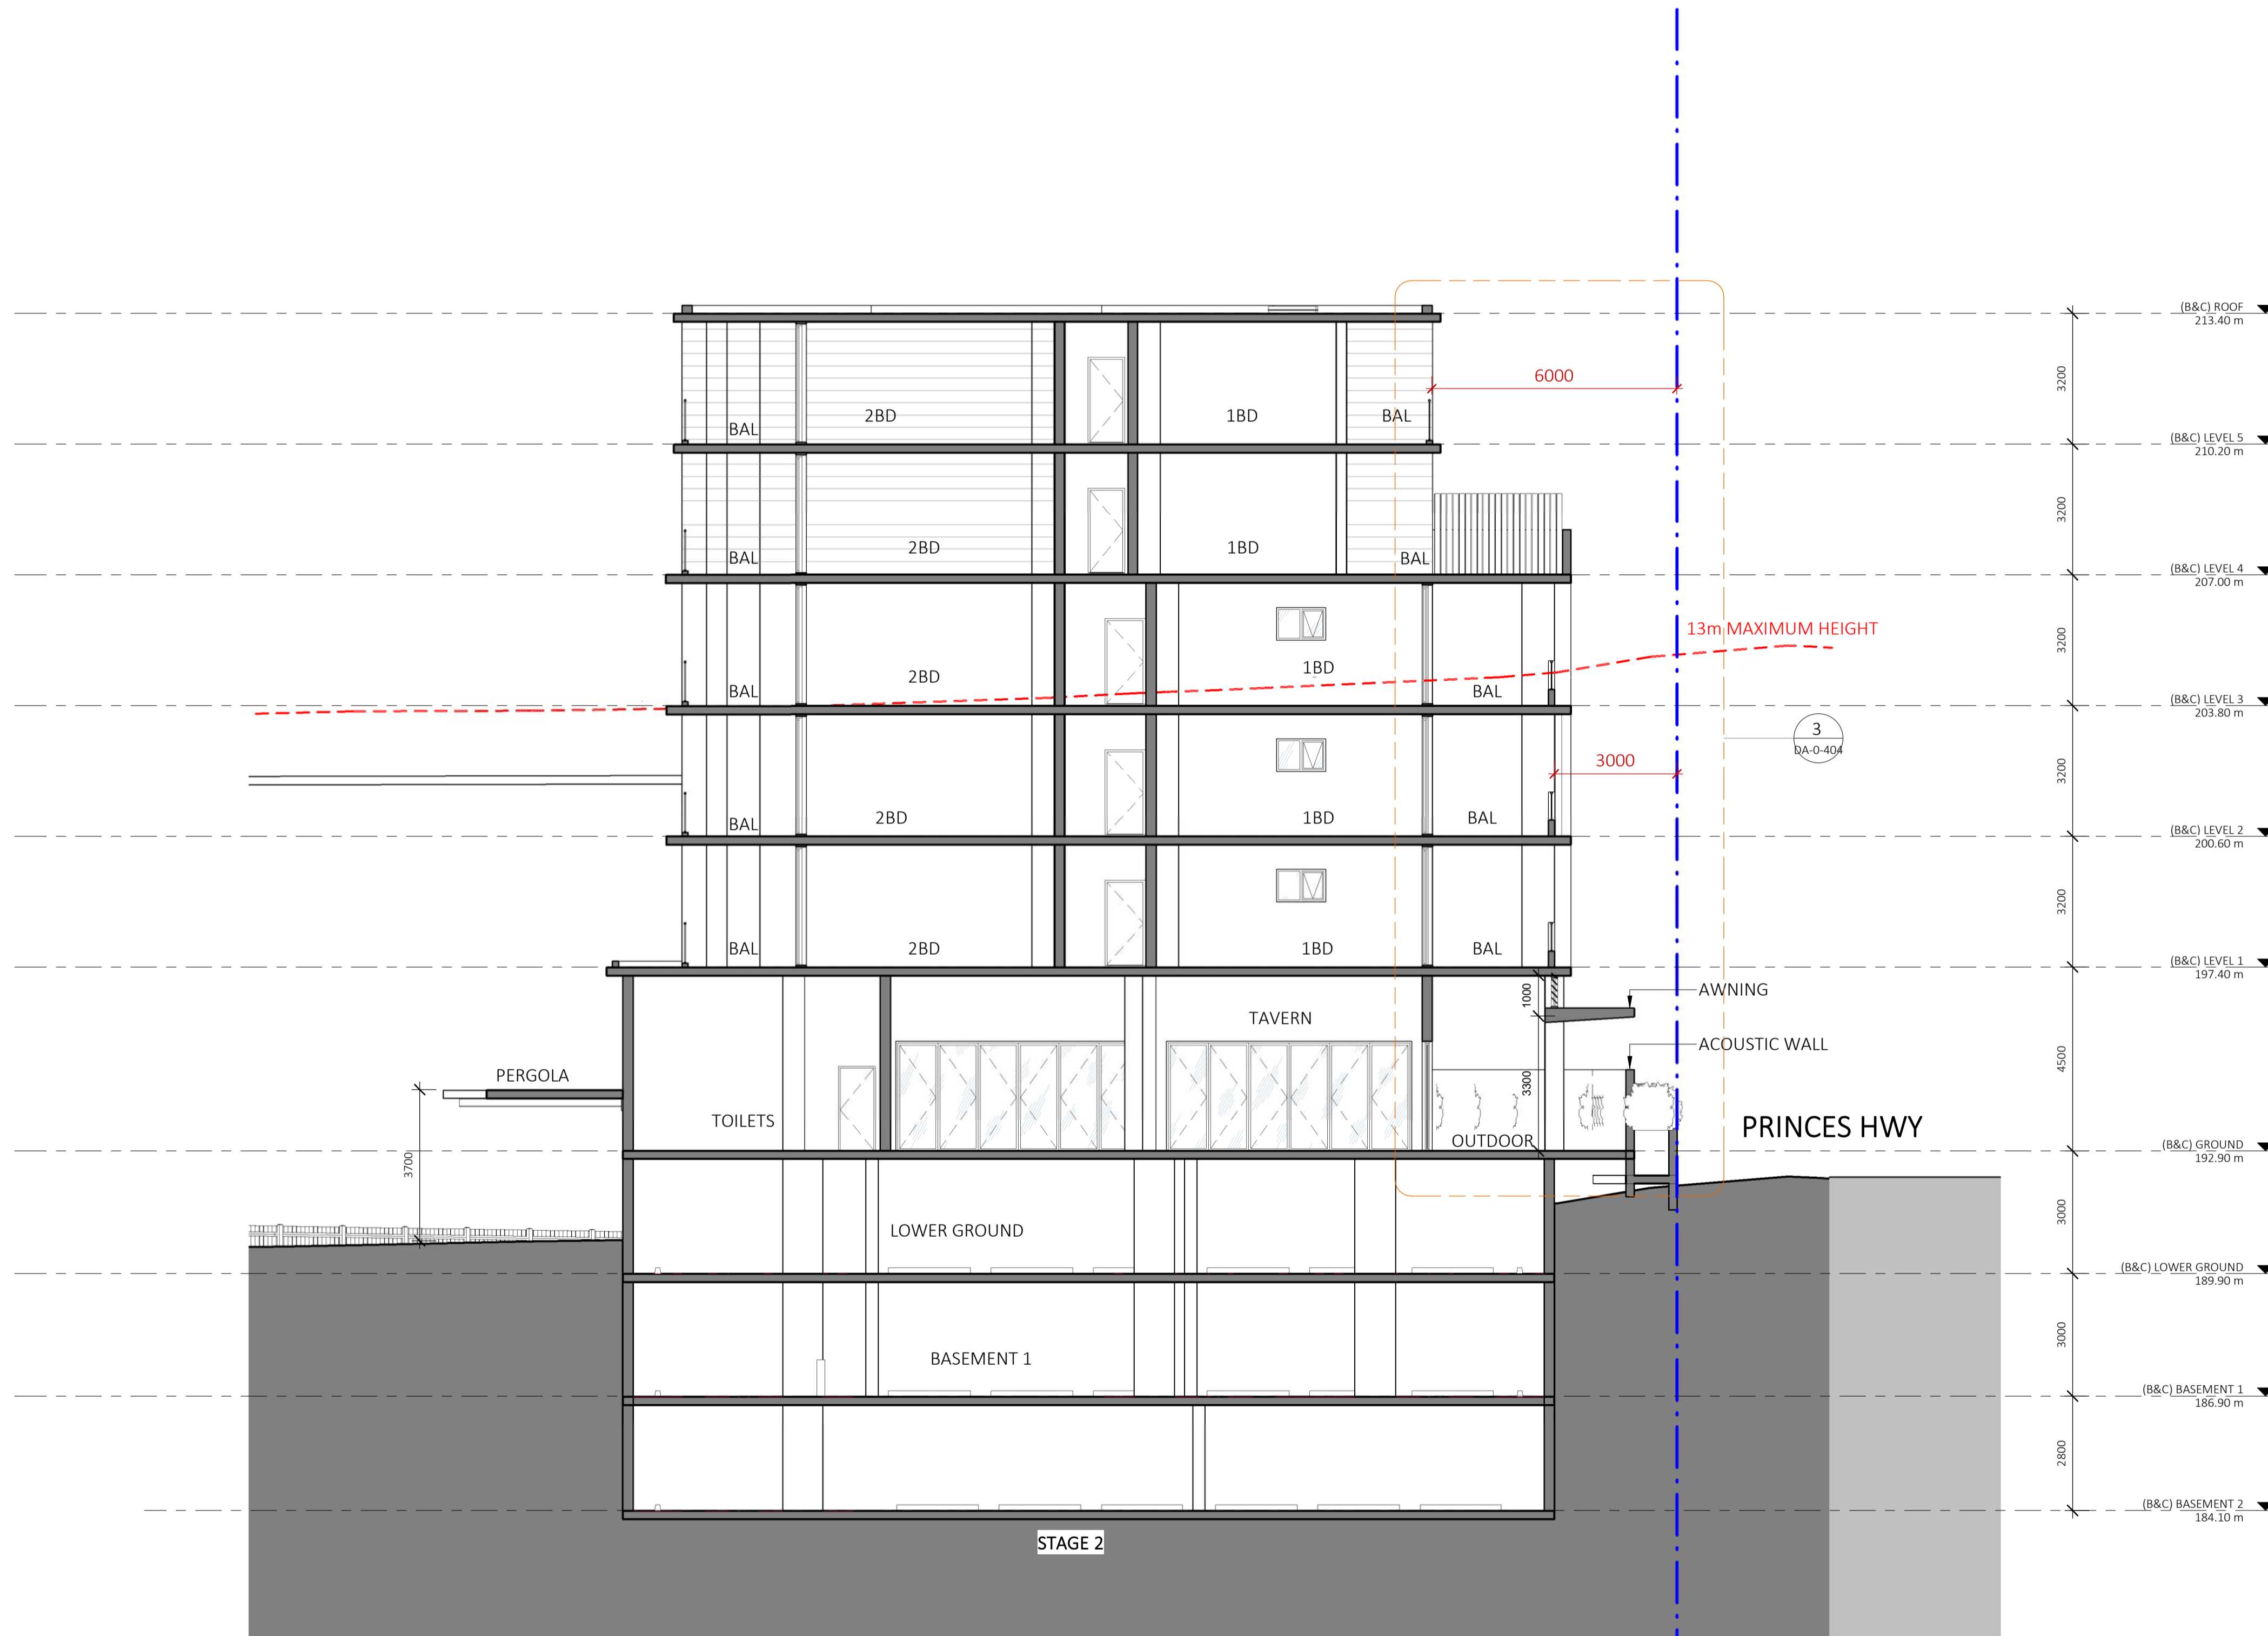 (B&C) ROOF
213.40 m
3200
6000
2BD
1BD
BAL
BAL
(B&C) LEVEL 5
210.20 m
3200
2BD
1BD
BAL
BAL
(B&C) LEVEL 4
207.00 m
13m MAXIMUM HEIGHT
3200
1BD
2BD
BAL
BAL
(B&C) LEVEL 3
203.80 m
3
DA-0-404
3000
3200
2BD
1BD
BAL
BAL
(B&C) LEVEL 2
200.60 m
3200
BAL
2BD
1BD
BAL
(B&C) LEVEL 1
197.40 m
AWNING
1000
TAVERN
ACOUSTIC WALL
4500
PERGOLA
3300
TOILETS
PRINCES HWY
OUTDOOR
(B&C) GROUND
192.90 m
3700
3000
LOWER GROUND
(B&C) LOWER GROUND
189.90 m
3000
BASEMENT 1
(B&C) BASEMENT 1
186.90 m
2800
(B&C) BASEMENT 2
184.10 m
STAGE 2